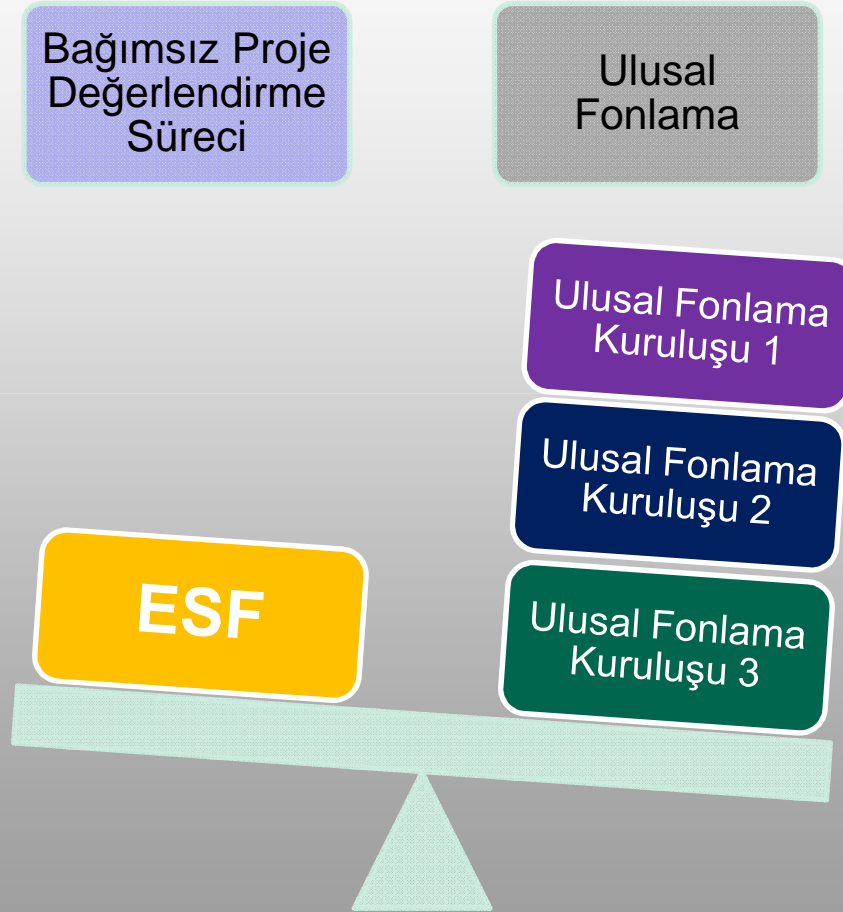 Bağımsız Proje
Değerlendirme
Süreci
Ulusal
Fonlama
Ulusal Fonlama
Kuruluşu 1
Ulusal Fonlama
Kuruluşu 2
ESF
Ulusal Fonlama
Kuruluşu 3